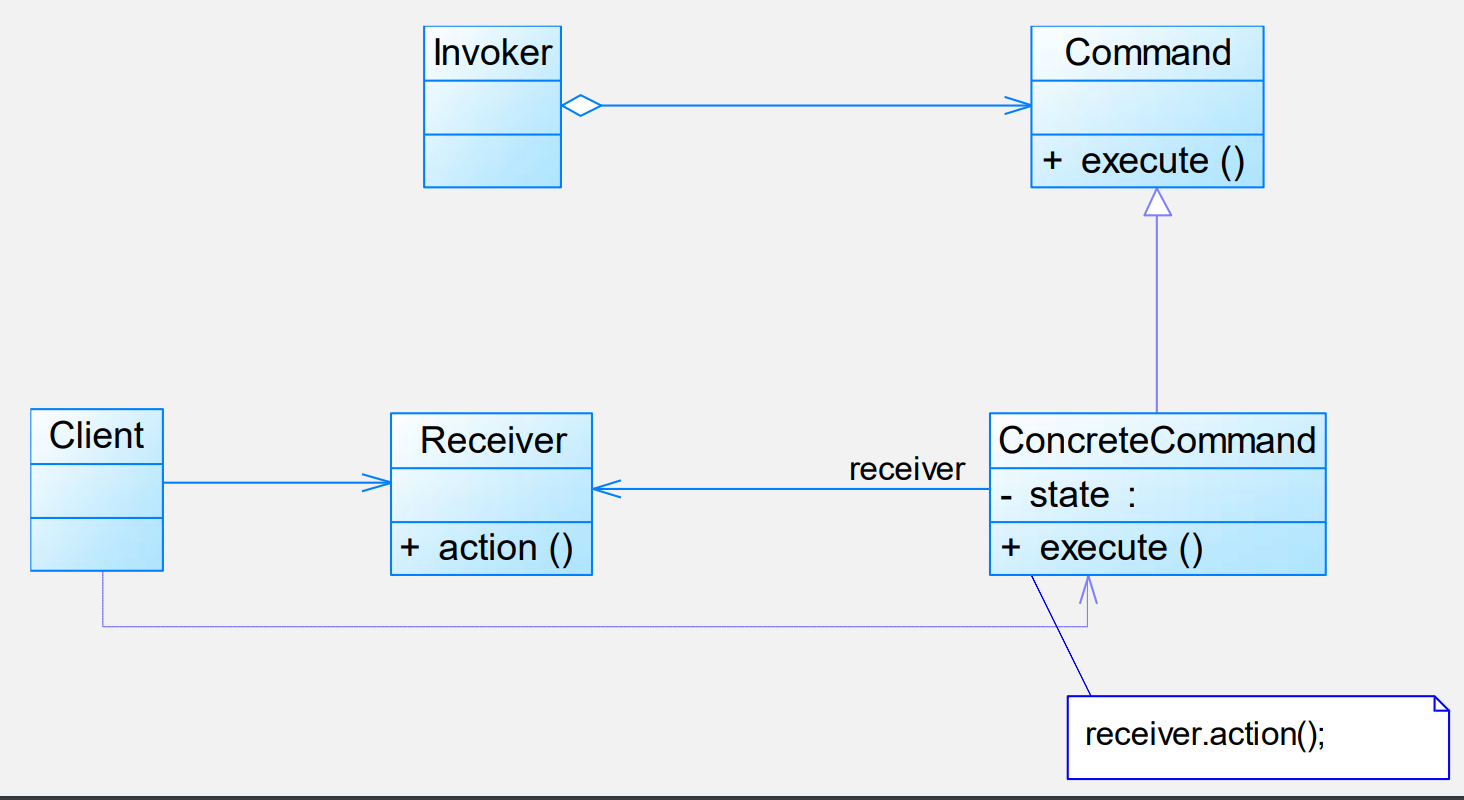 Invoker
Command
+ execute ()
Client
Receiver
+ action ()
receiver
ConcreteCommand
- state :
+ execute ()
receiver.action();